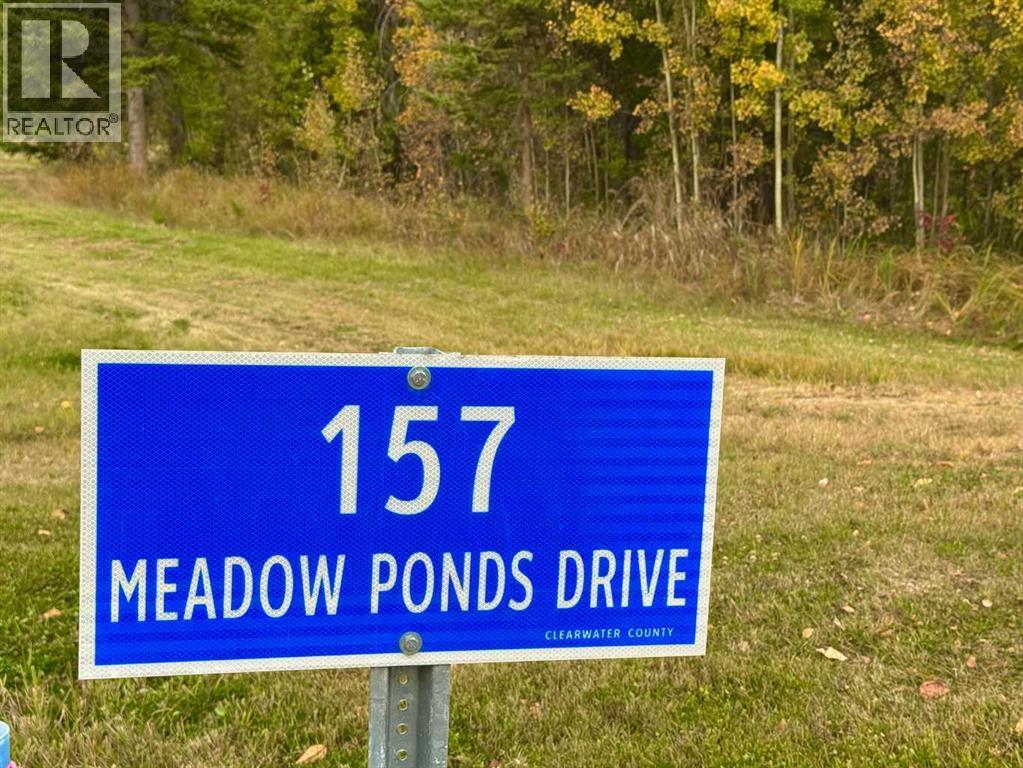 R
REALTOR®
157
MEADOW PONDS DRIVE
CLEARWATER COUNTY